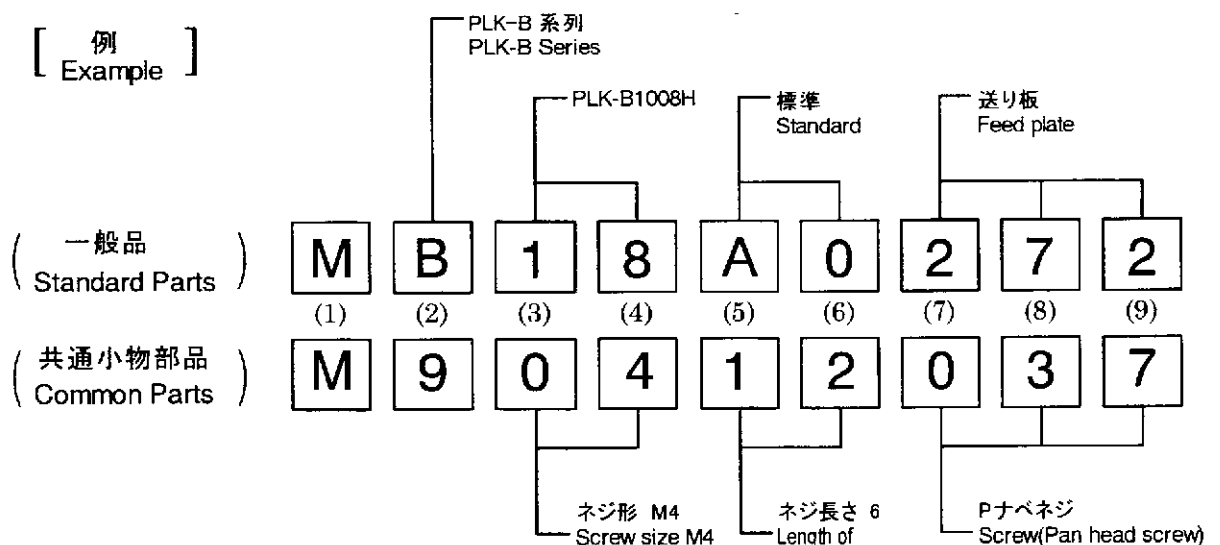 PLK-B 系列
PLK-B Series
[ 例 ]
Example
PLK-B1008H
標準
Standard
送り板
Feed plate
( 一般品 )
Standard Parts
M B 1 8 A 0 2 7 2
(1) (2) (3) (4) (5) (6) (7) (8) (9)
( 共通小物部品 )
Common Parts
M 9 0 4 1 2 0 3 7
ネジ形 M4
Screw size M4
ネジ長さ 6
Length of
Pナベネジ
Screw(Pan head screw)